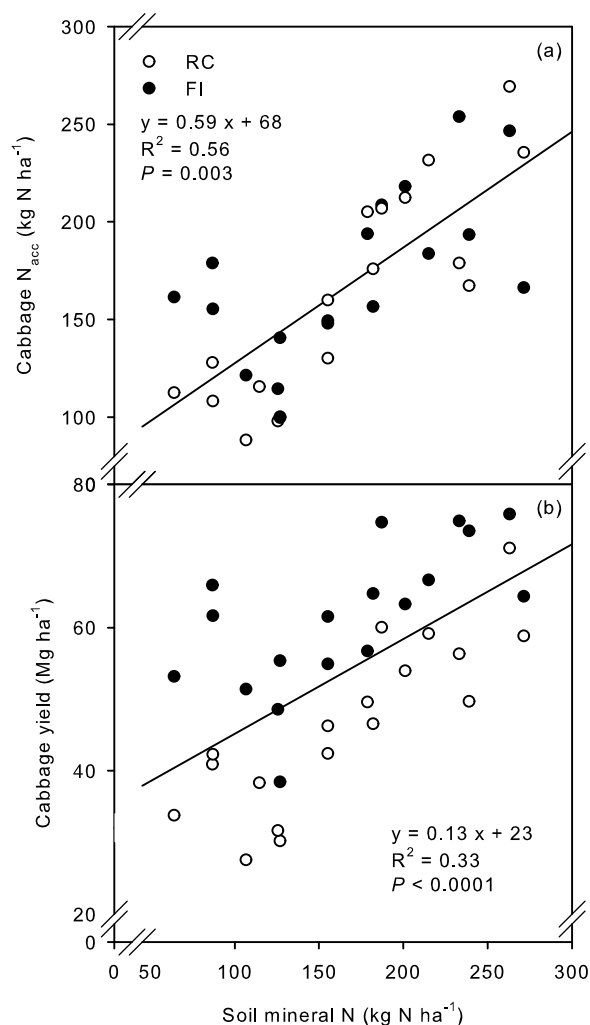 300
250
200
150
100
Cabbage Nacc (kg N ha⁻¹)
(a)
RC
FI
y = 0.59 x + 68
R² = 0.56
P = 0.003
80
60
40
20
0
Cabbage yield (Mg ha⁻¹)
(b)
y = 0.13 x + 23
R² = 0.33
P < 0.0001
0 50 100 150 200 250 300
Soil mineral N (kg N ha⁻¹)